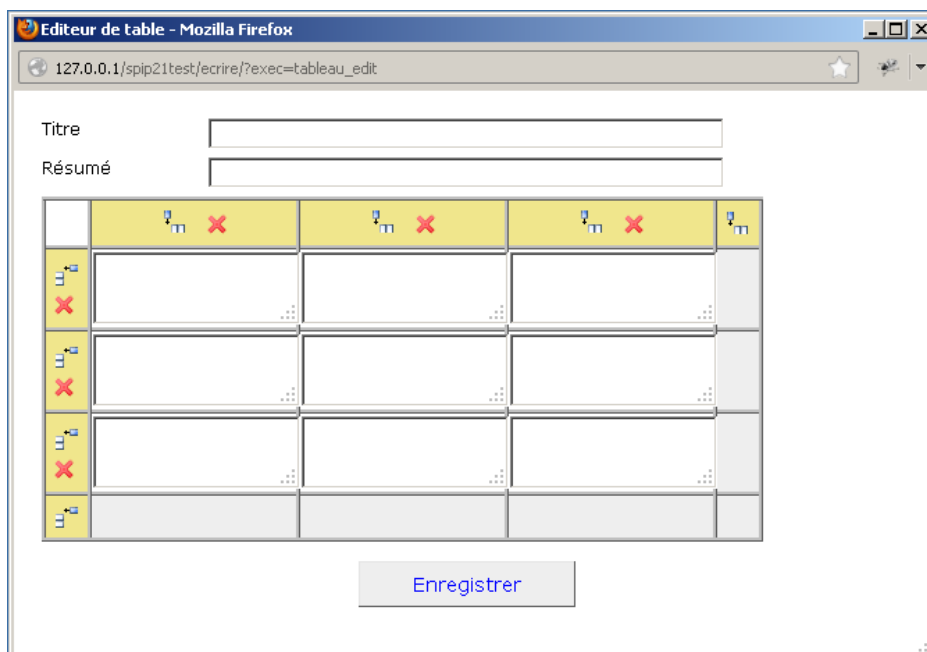 Editeur de table - Mozilla Firefox
127.0.0.1/spip21test/ecrire/?exec=tableau_edit
Titre
Résumé
Enregistrer